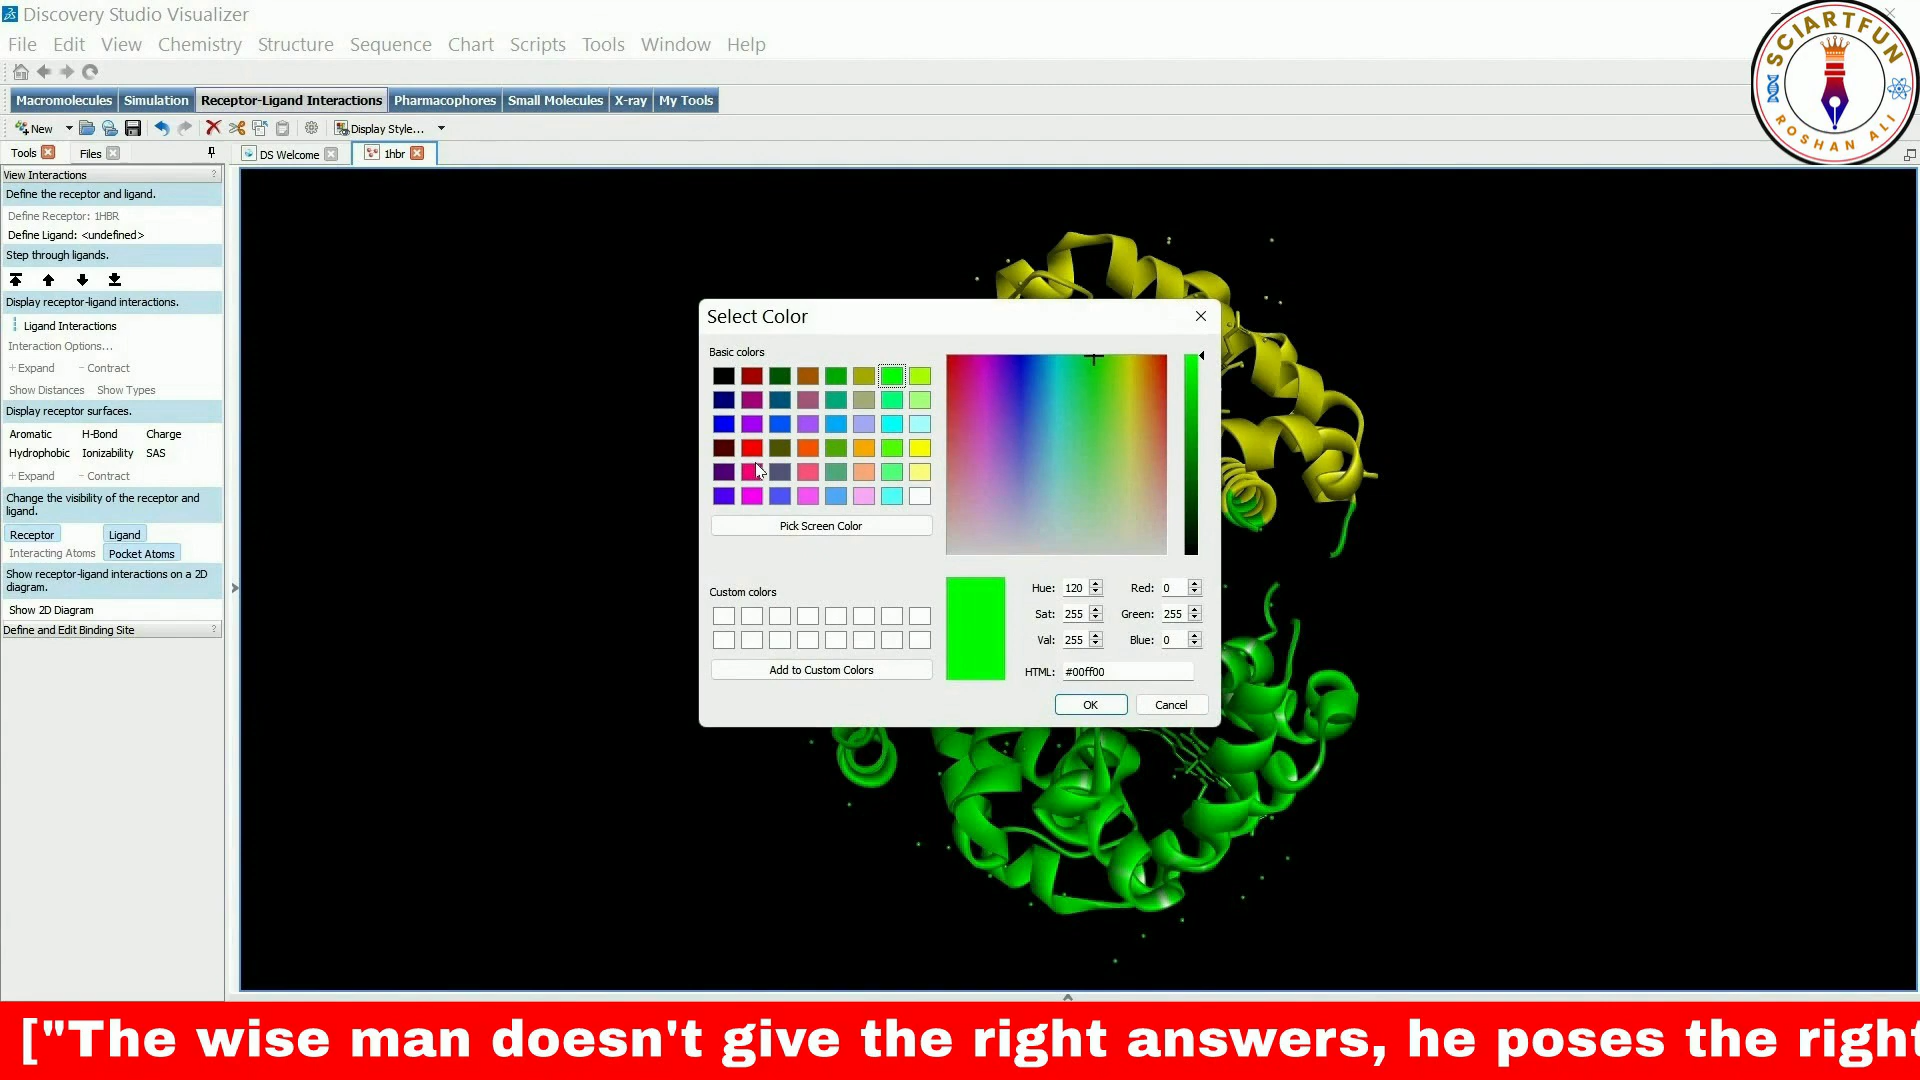 Discovery Studio Visualizer
File Edit View Chemistry Structure Sequence Chart Scripts Tools Window Help
Macromolecules Simulation Receptor-Ligand Interactions Pharmacophores Small Molecules X-ray My Tools
New Display Style...
Tools Files DS Welcome 1hbr
View Interactions ?
Define the receptor and ligand.
Define Receptor: 1HBR
Define Ligand: <undefined>
Step through ligands.
Display receptor-ligand interactions.
Ligand Interactions
Interaction Options...
+ Expand - Contract
Show Distances Show Types
Display receptor surfaces.
Aromatic H-Bond Charge
Hydrophobic Ionizability SAS
+ Expand - Contract
Change the visibility of the receptor and
ligand.
Receptor Ligand
Interacting Atoms Pocket Atoms
Show receptor-ligand interactions on a 2D
diagram.
Show 2D Diagram
Define and Edit Binding Site ?
Select Color
Basic colors
Pick Screen Color
Custom colors
Add to Custom Colors
Hue: 120 Red: 0
Sat: 255 Green: 255
Val: 255 Blue: 0
HTML: #00ff00
OK Cancel
SCIARTFUN
ROSHAN ALI
["The wise man doesn't give the right answers, he poses the right